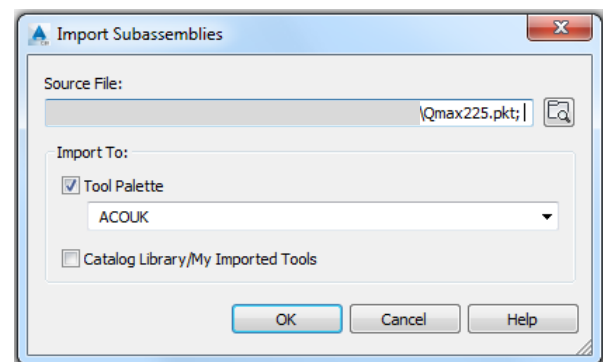 Import Subassemblies
Source File:
\Qmax225.pkt;
Import To:
Tool Palette
ACOUK
Catalog Library/My Imported Tools
OK Cancel Help